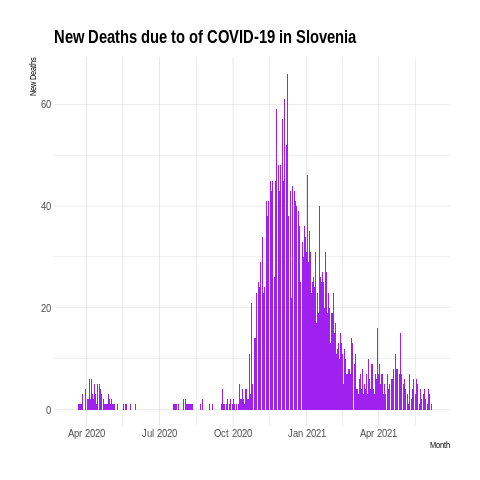 New Deaths due to of COVID-19 in Slovenia
New Deaths
60
40
20
0
Apr 2020 Jul 2020 Oct 2020 Jan 2021 Apr 2021
Month